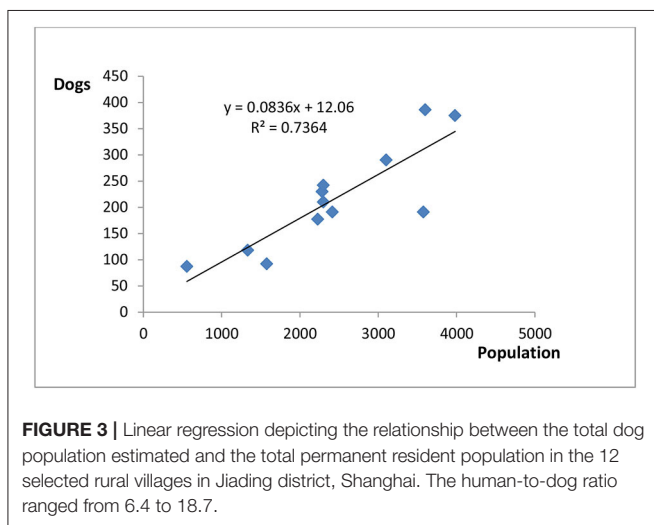 Dogs
450
400
350
300
250
200
150
100
50
0
y = 0.0836x + 12.06
R² = 0.7364
0 1000 2000 3000 4000 5000
Population
FIGURE 3 | Linear regression depicting the relationship between the total dog
population estimated and the total permanent resident population in the 12
selected rural villages in Jiading district, Shanghai. The human-to-dog ratio
ranged from 6.4 to 18.7.